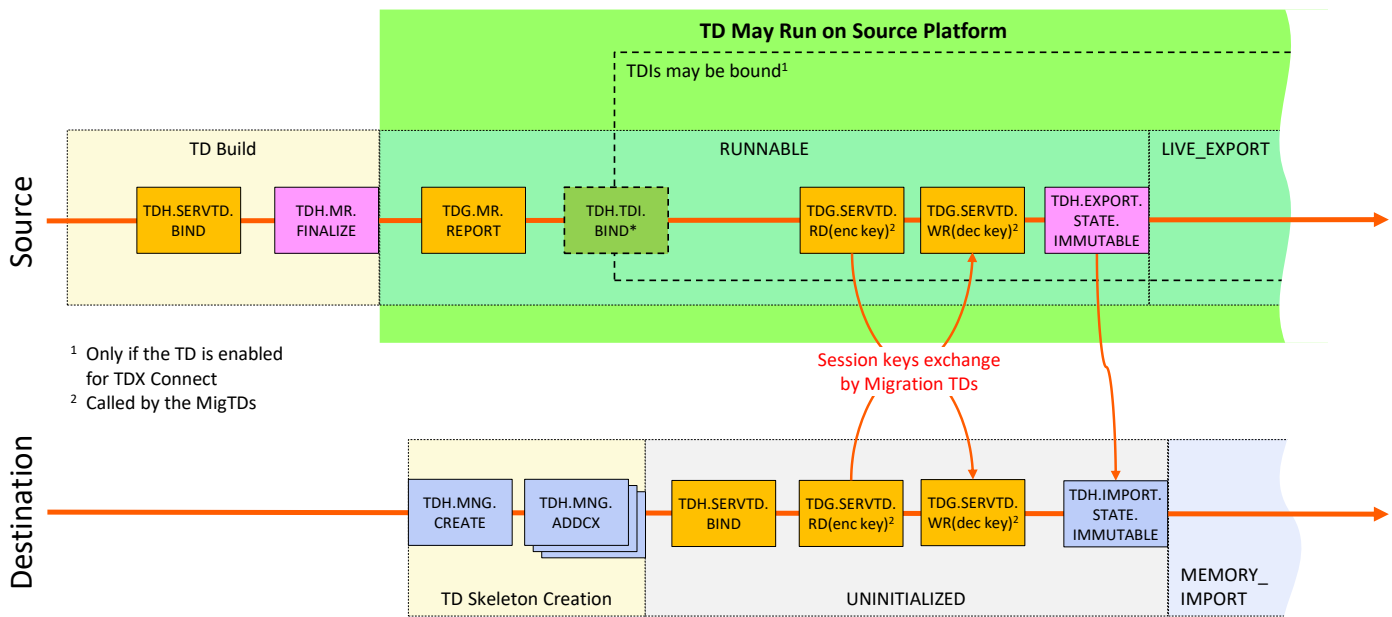 TD May Run on Source Platform
TDIs may be bound¹
Source
TD Build
RUNNABLE
LIVE_EXPORT
TDH.SERVTD.
BIND
TDH.MR.
FINALIZE
TDG.MR.
REPORT
TDH.TDI.
BIND*
TDG.SERVTD.
RD(enc key)²
TDG.SERVTD.
WR(dec key)²
TDH.EXPORT.
STATE.
IMMUTABLE
¹ Only if the TD is enabled
for TDX Connect
² Called by the MigTDs
Session keys exchange
by Migration TDs
Destination
TDH.MNG.
CREATE
TDH.MNG.
ADDCX
TDH.SERVTD.
BIND
TDG.SERVTD.
RD(enc key)²
TDG.SERVTD.
WR(dec key)²
TDH.IMPORT.
STATE.
IMMUTABLE
TD Skeleton Creation
UNINITIALIZED
MEMORY_
IMPORT